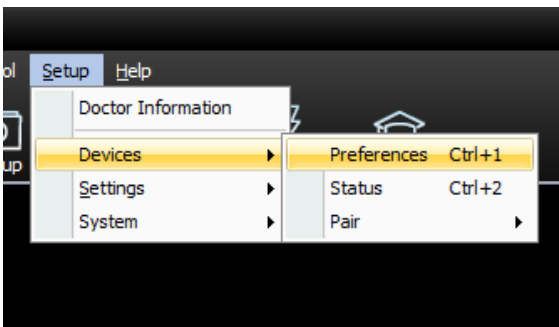 ol Setup Help
Doctor Information
up
Devices
Preferences Ctrl+1
Settings
Status Ctrl+2
System
Pair